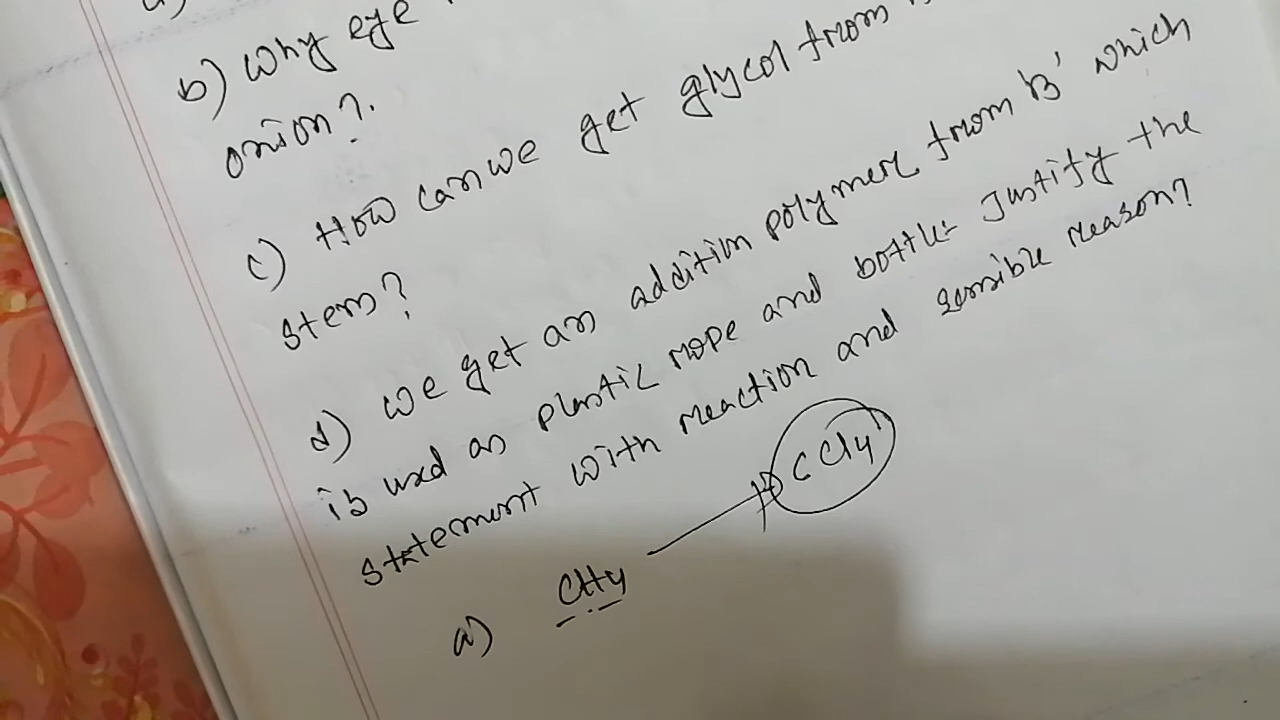 b) Why eye
onion?.
c) How can we get glycol from
stem?
d) we get an addition polymer from 'B' which
is used as plastic rope and bottle. Justify the
statement with reaction and sensible reason?
a) CH4 → CCl4